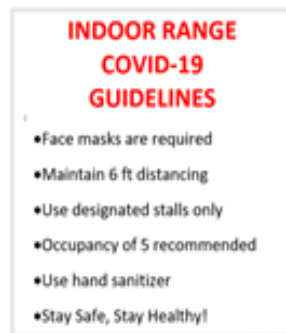 INDOOR RANGE
COVID-19
GUIDELINES
•Face masks are required
•Maintain 6 ft distancing
•Use designated stalls only
•Occupancy of 5 recommended
•Use hand sanitizer
•Stay Safe, Stay Healthy!